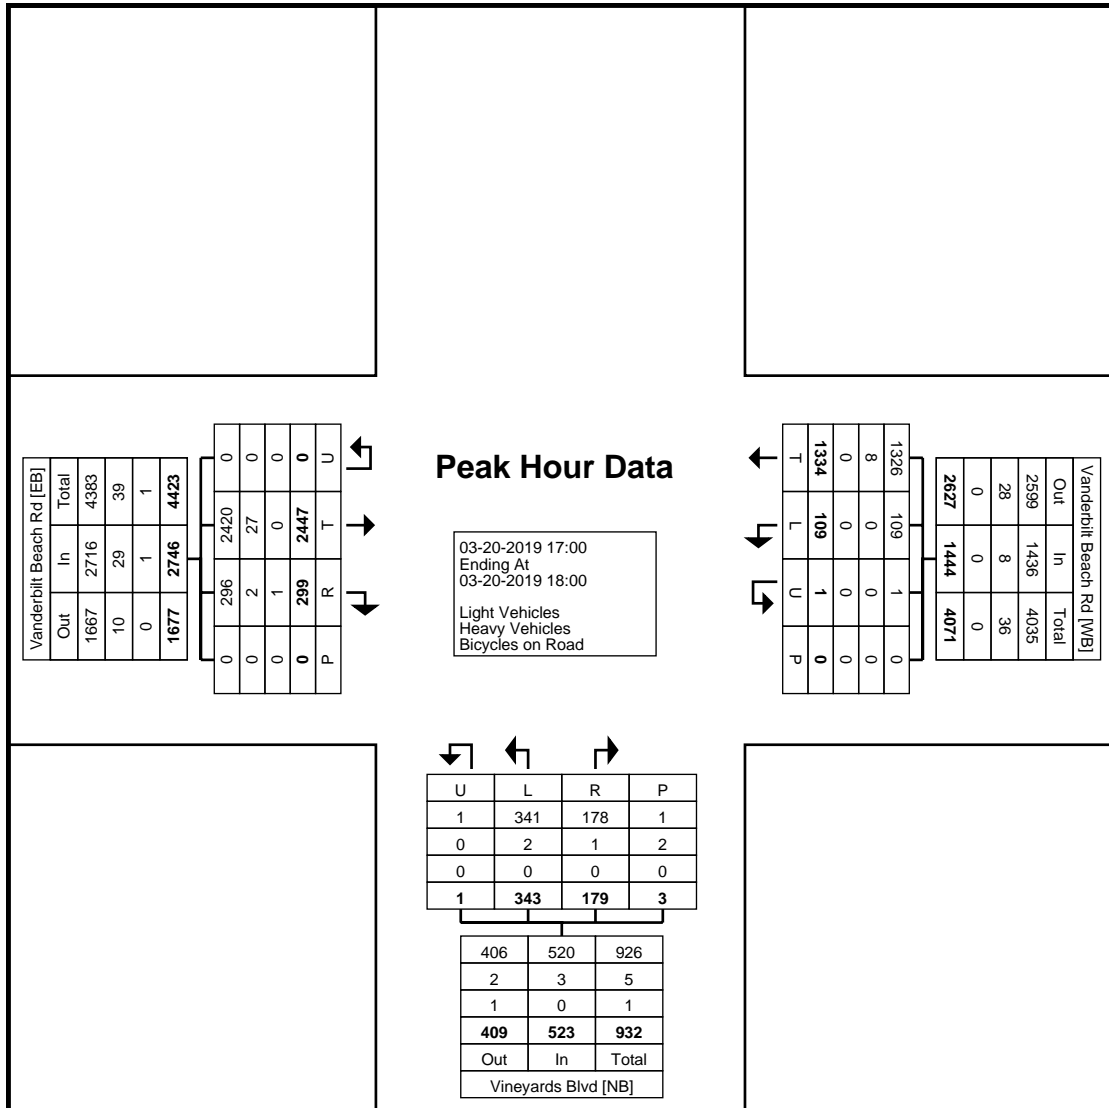 Peak Hour Data
03-20-2019 17:00
Ending At
03-20-2019 18:00
Light Vehicles
Heavy Vehicles
Bicycles on Road
Vanderbilt Beach Rd [EB]
Total In Out
4383 2716 1667
39 29 10
1 1 0
4423 2746 1677
0 2420 296 0
0 27 2 0
0 0 1 0
0 2447 299 0
U T R P
Vanderbilt Beach Rd [WB]
Out In Total
2599 1436 4035
28 8 36
0 0 0
2627 1444 4071
1326 109 1 0
8 0 0 0
0 0 0 0
1334 109 1 0
T L U P
U L R P
1 341 178 1
0 2 1 2
0 0 0 0
1 343 179 3
406 520 926
2 3 5
1 0 1
409 523 932
Out In Total
Vineyards Blvd [NB]